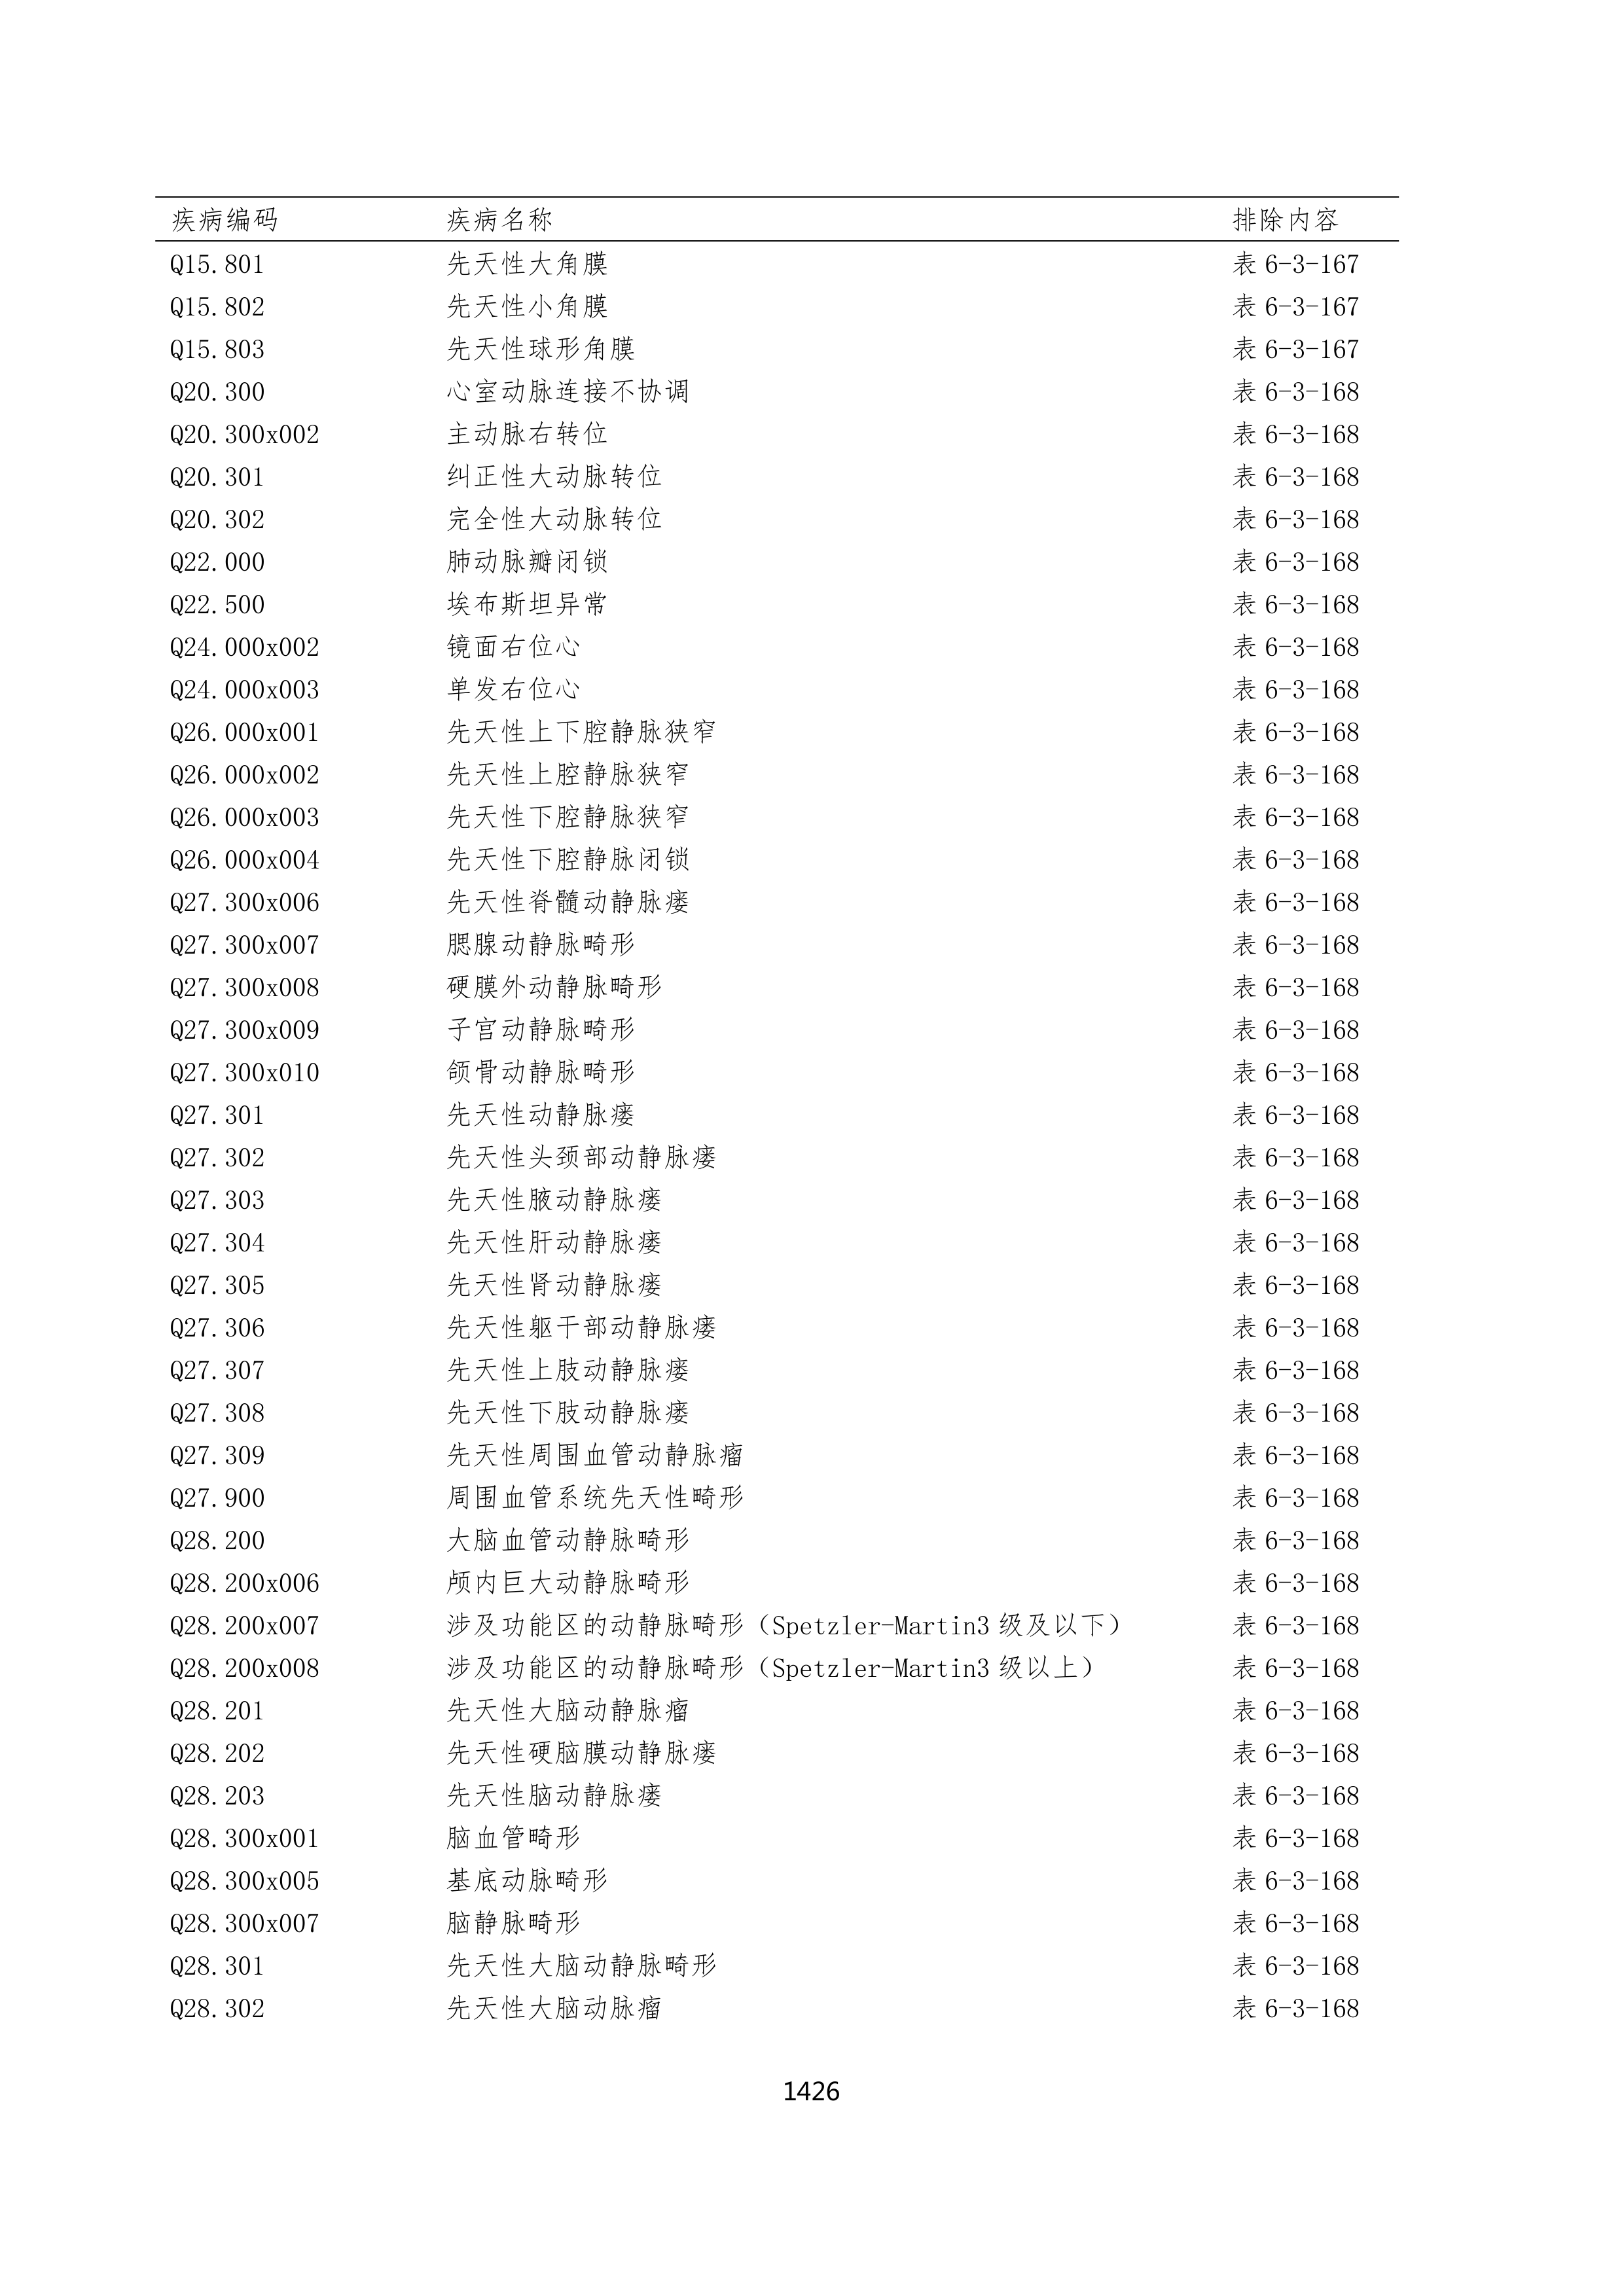 疾病编码 疾病名称 排除内容
Q15.801 先天性大角膜 表 6-3-167
Q15.802 先天性小角膜 表 6-3-167
Q15.803 先天性球形角膜 表 6-3-167
Q20.300 心室动脉连接不协调 表 6-3-168
Q20.300x002 主动脉右转位 表 6-3-168
Q20.301 纠正性大动脉转位 表 6-3-168
Q20.302 完全性大动脉转位 表 6-3-168
Q22.000 肺动脉瓣闭锁 表 6-3-168
Q22.500 埃布斯坦异常 表 6-3-168
Q24.000x002 镜面右位心 表 6-3-168
Q24.000x003 单发右位心 表 6-3-168
Q26.000x001 先天性上下腔静脉狭窄 表 6-3-168
Q26.000x002 先天性上腔静脉狭窄 表 6-3-168
Q26.000x003 先天性下腔静脉狭窄 表 6-3-168
Q26.000x004 先天性下腔静脉闭锁 表 6-3-168
Q27.300x006 先天性脊髓动静脉瘘 表 6-3-168
Q27.300x007 腮腺动静脉畸形 表 6-3-168
Q27.300x008 硬膜外动静脉畸形 表 6-3-168
Q27.300x009 子宫动静脉畸形 表 6-3-168
Q27.300x010 颌骨动静脉畸形 表 6-3-168
Q27.301 先天性动静脉瘘 表 6-3-168
Q27.302 先天性头颈部动静脉瘘 表 6-3-168
Q27.303 先天性腋动静脉瘘 表 6-3-168
Q27.304 先天性肝动静脉瘘 表 6-3-168
Q27.305 先天性肾动静脉瘘 表 6-3-168
Q27.306 先天性躯干部动静脉瘘 表 6-3-168
Q27.307 先天性上肢动静脉瘘 表 6-3-168
Q27.308 先天性下肢动静脉瘘 表 6-3-168
Q27.309 先天性周围血管动静脉瘤 表 6-3-168
Q27.900 周围血管系统先天性畸形 表 6-3-168
Q28.200 大脑血管动静脉畸形 表 6-3-168
Q28.200x006 颅内巨大动静脉畸形 表 6-3-168
Q28.200x007 涉及功能区的动静脉畸形（Spetzler-Martin3 级及以下） 表 6-3-168
Q28.200x008 涉及功能区的动静脉畸形（Spetzler-Martin3 级以上） 表 6-3-168
Q28.201 先天性大脑动静脉瘤 表 6-3-168
Q28.202 先天性硬脑膜动静脉瘘 表 6-3-168
Q28.203 先天性脑动静脉瘘 表 6-3-168
Q28.300x001 脑血管畸形 表 6-3-168
Q28.300x005 基底动脉畸形 表 6-3-168
Q28.300x007 脑静脉畸形 表 6-3-168
Q28.301 先天性大脑动静脉畸形 表 6-3-168
Q28.302 先天性大脑动脉瘤 表 6-3-168
1426